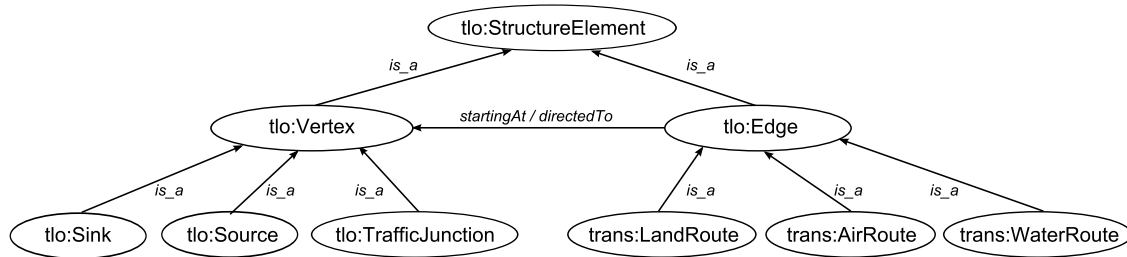 tlo:StructureElement
is_a
is_a
tlo:Vertex
startingAt / directedTo
tlo:Edge
is_a
is_a
is_a
is_a
is_a
is_a
tlo:Sink
tlo:Source
tlo:TrafficJunction
trans:LandRoute
trans:AirRoute
trans:WaterRoute